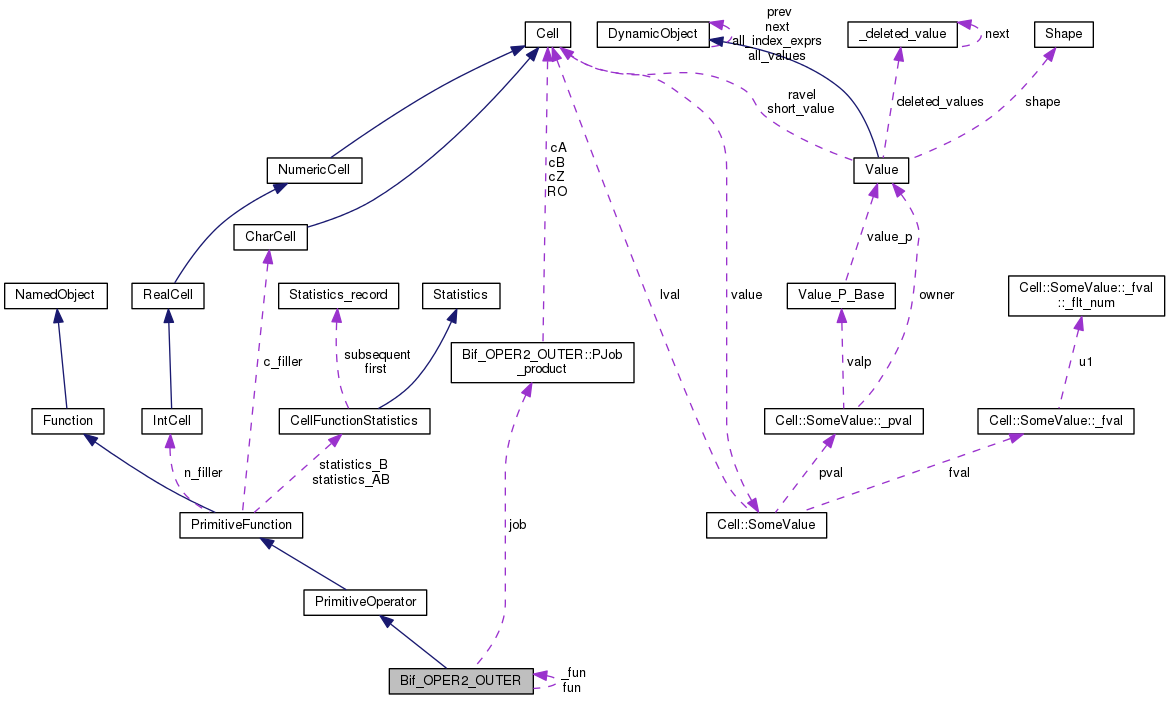 prev
next
all_index_exprs
all_values
Cell
DynamicObject
_deleted_value
next
Shape
ravel
short_value
deleted_values
shape
cA
cB
cZ
RO
NumericCell
Value
CharCell
value_p
NamedObject
RealCell
Statistics_record
Statistics
lval
value
Value_P_Base
owner
Cell::SomeValue::_fval
::_flt_num
c_filler
subsequent
first
Bif_OPER2_OUTER::PJob
_product
valp
u1
Function
IntCell
CellFunctionStatistics
Cell::SomeValue::_pval
Cell::SomeValue::_fval
n_filler
statistics_B
statistics_AB
pval
fval
PrimitiveFunction
job
Cell::SomeValue
PrimitiveOperator
Bif_OPER2_OUTER
_fun
fun